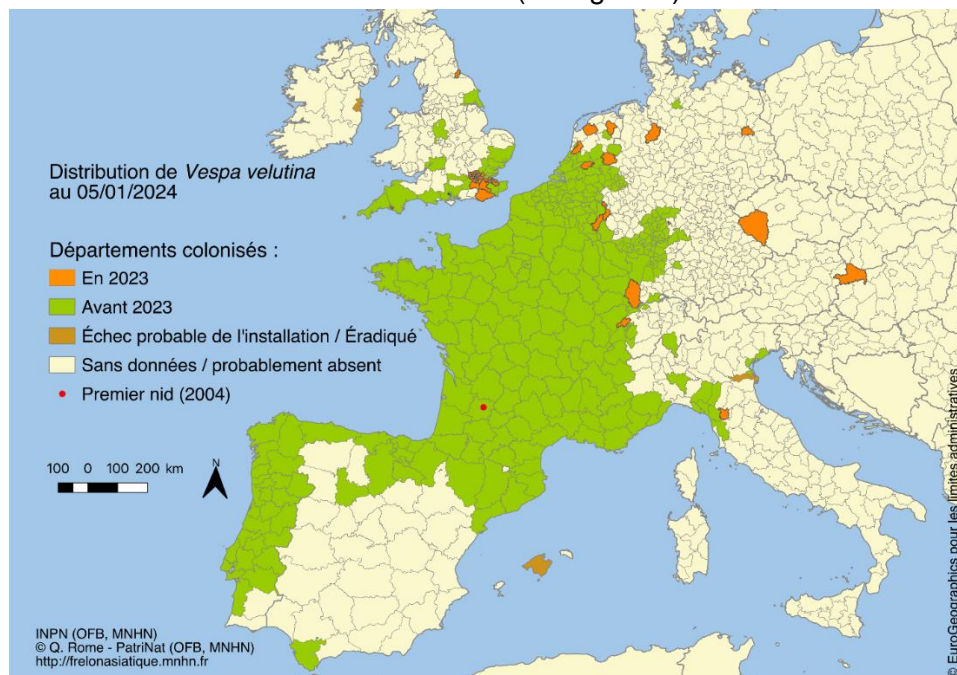 Distribution de Vespa velutina
au 05/01/2024
Départements colonisés :
En 2023
Avant 2023
Échec probable de l'installation / Éradiqué
Sans données / probablement absent
Premier nid (2004)
100 0 100 200 km
N
INPN (OFB, MNHN)
© Q. Rome - PatriNat (OFB, MNHN)
http://frelonasiatique.mnhn.fr
© EuroGeographics pour les limites administratives